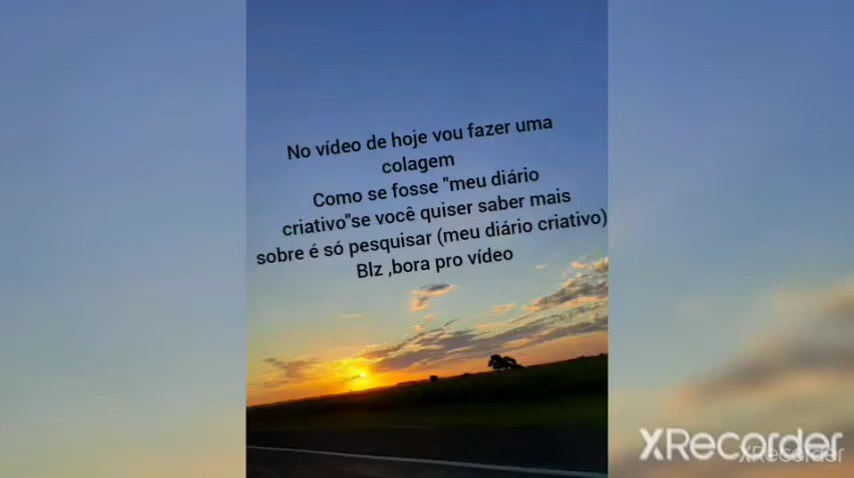 No vídeo de hoje vou fazer uma
colagem
Como se fosse "meu diário
criativo"se você quiser saber mais
sobre é só pesquisar (meu diário criativo)
Blz ,bora pro vídeo
XRecorder
XRecorder